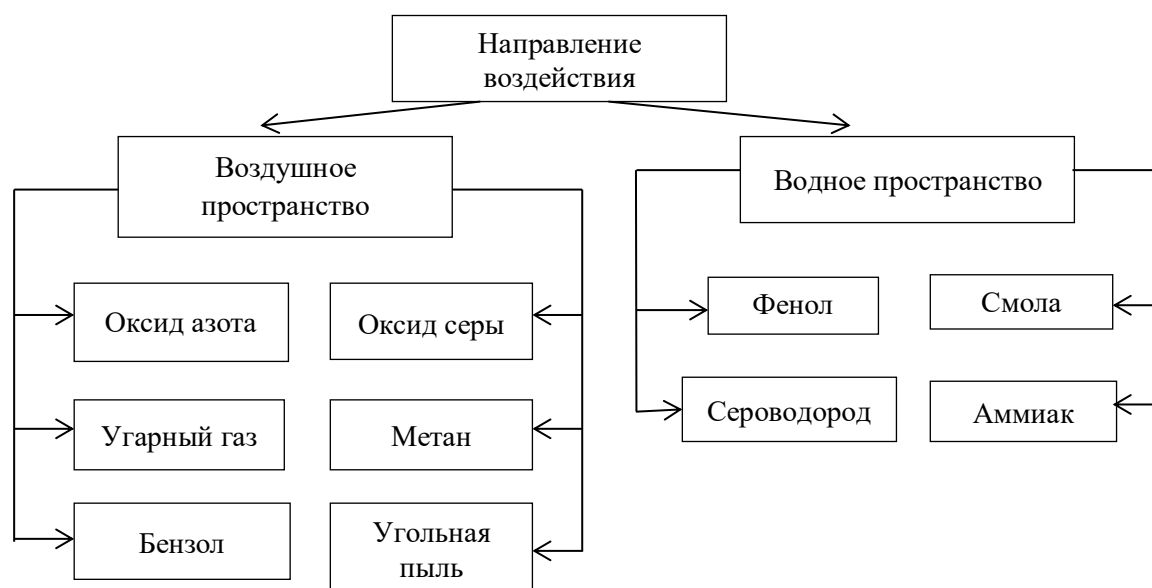 Направление
воздействия
Воздушное
пространство
Водное пространство
Оксид азота
Оксид серы
Фенол
Смола
Угарный газ
Метан
Сероводород
Аммиак
Бензол
Угольная
пыль